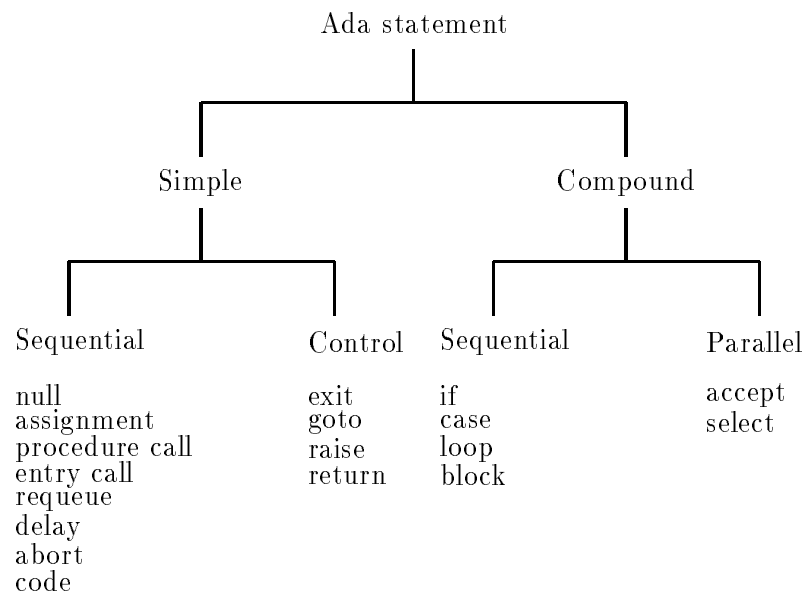 Ada statement
Simple
Compound
Sequential
null
assignment
procedure call
entry call
requeue
delay
abort
code
Control
exit
goto
raise
return
Sequential
if
case
loop
block
Parallel
accept
select